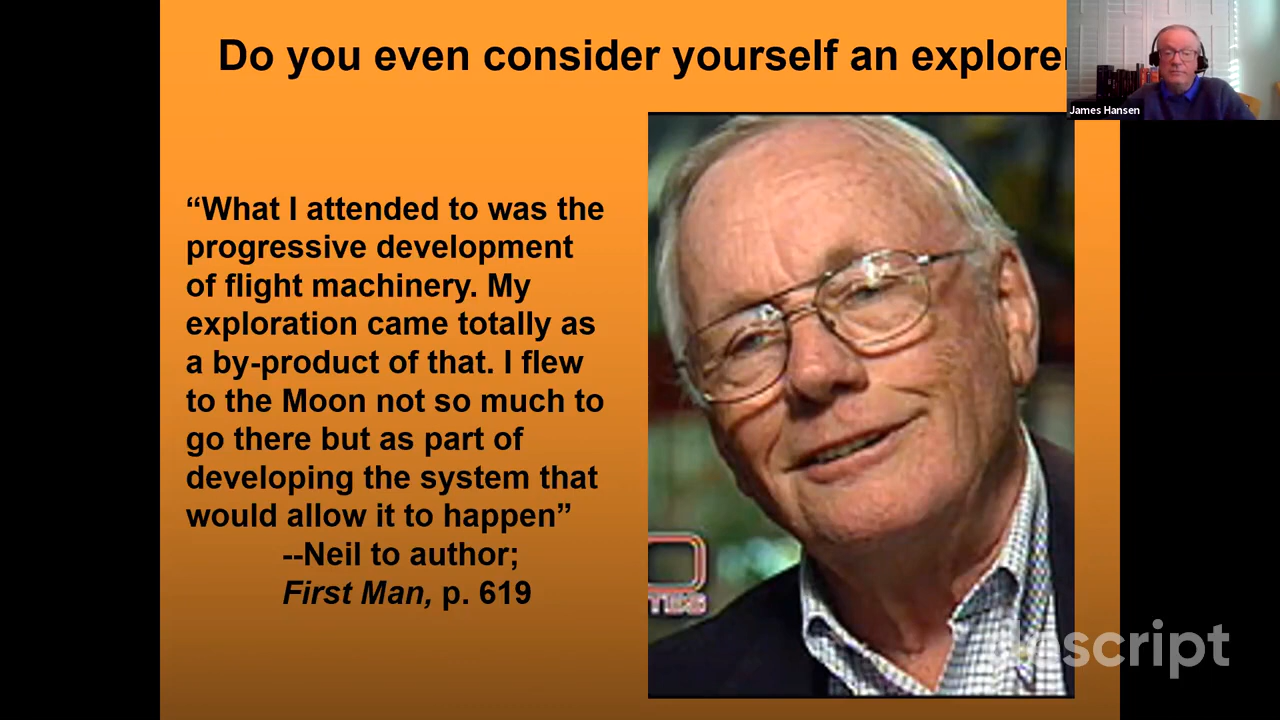 Do you even consider yourself an explorer
James Hansen
“What I attended to was the
progressive development
of flight machinery. My
exploration came totally as
a by-product of that. I flew
to the Moon not so much to
go there but as part of
developing the system that
would allow it to happen”
--Neil to author;
First Man, p. 619
descript